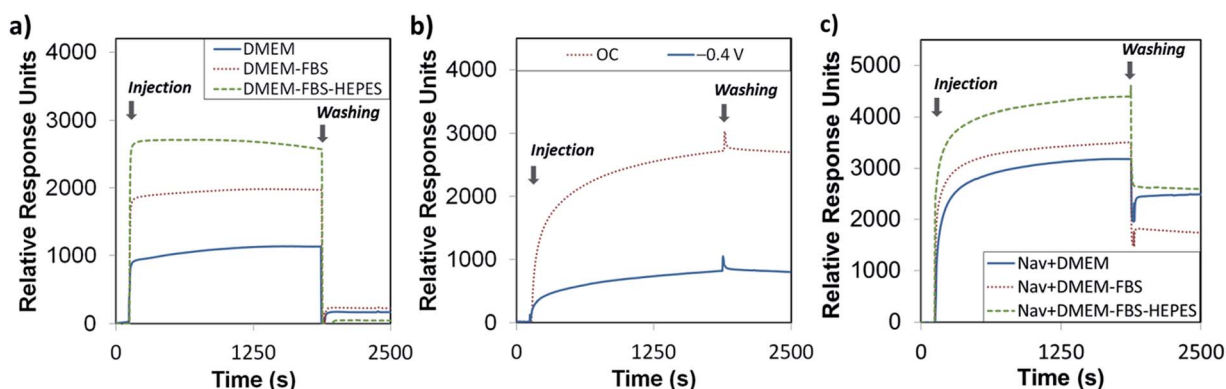 a)
Relative Response Units
4000
3000
2000
1000
0
DMEM
DMEM-FBS
DMEM-FBS-HEPES
Injection
Washing
0 1250 2500
Time (s)
b)
Relative Response Units
4000
3000
2000
1000
0
OC −0.4 V
Injection
Washing
0 1250 2500
Time (s)
c)
Relative Response Units
5000
4000
3000
2000
1000
0
Injection
Washing
Nav+DMEM
Nav+DMEM-FBS
Nav+DMEM-FBS-HEPES
0 1250 2500
Time (s)